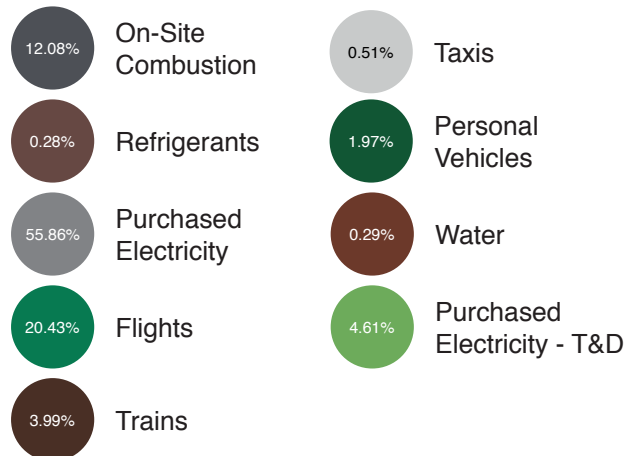 12.08%
On-Site
Combustion
0.28%
Refrigerants
55.86%
Purchased
Electricity
20.43%
Flights
3.99%
Trains
0.51%
Taxis
1.97%
Personal
Vehicles
0.29%
Water
4.61%
Purchased
Electricity - T&D